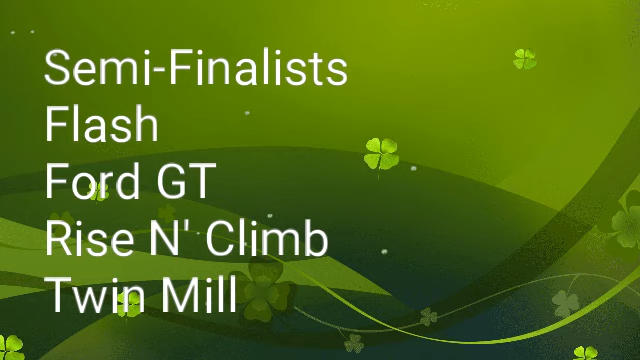 Semi-Finalists
Flash
Ford GT
Rise N' Climb
Twin Mill